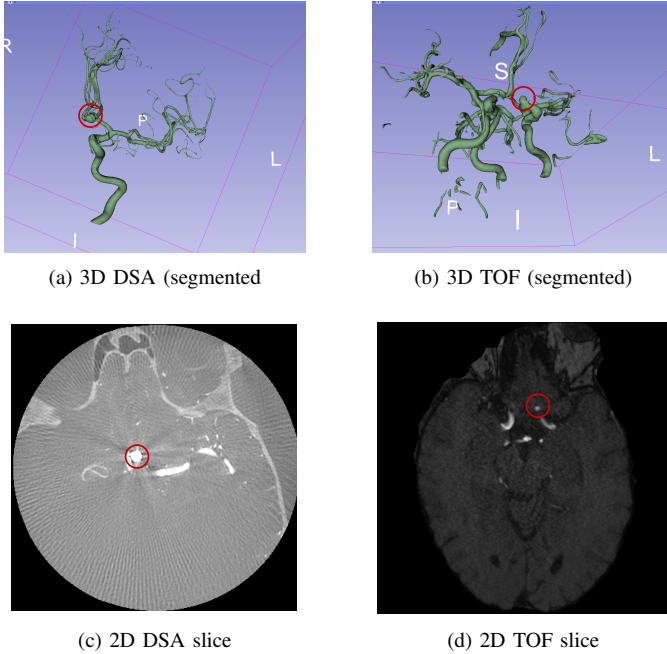 R
P
L
I
(a) 3D DSA (segmented
S
L
P
I
(b) 3D TOF (segmented)
(c) 2D DSA slice
(d) 2D TOF slice